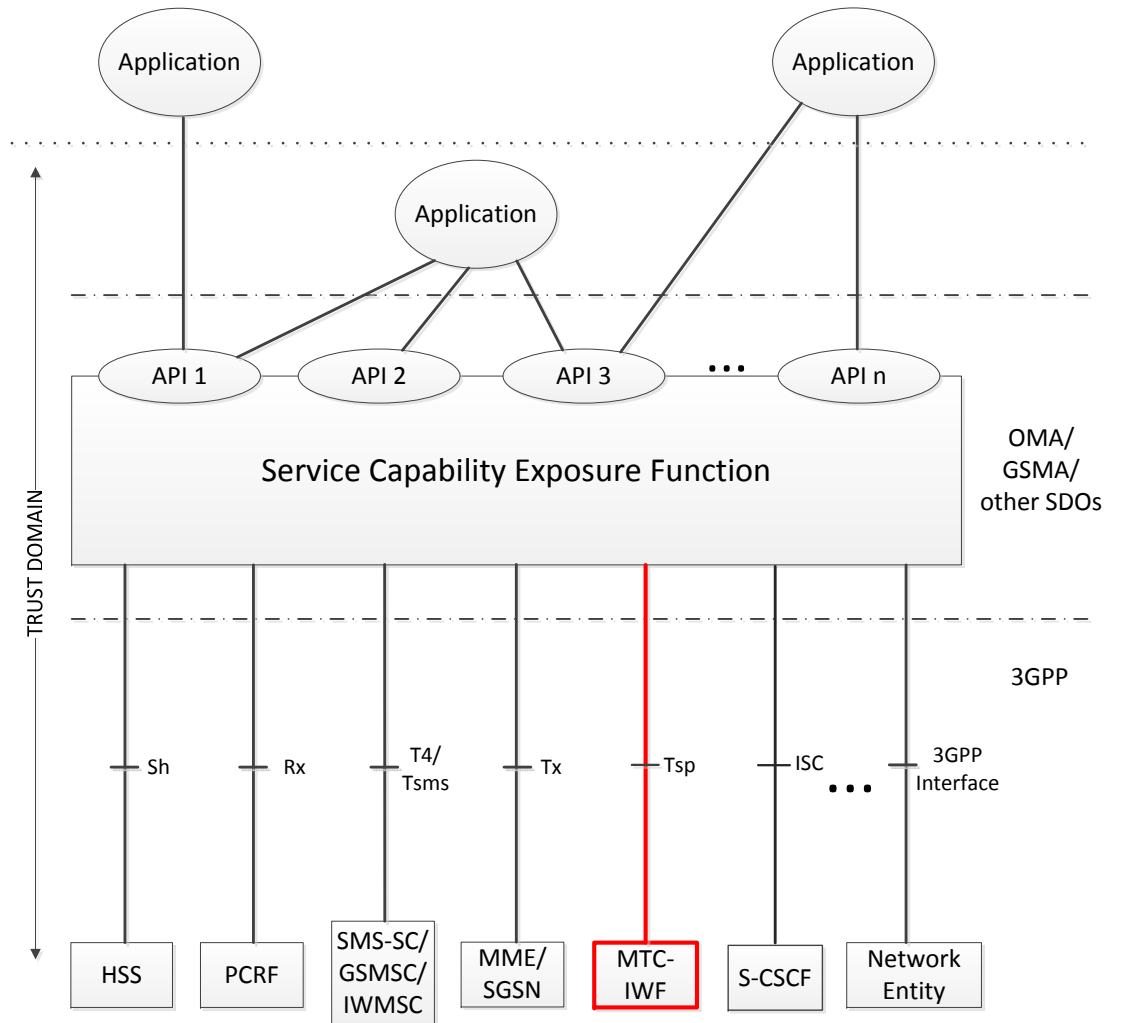 Application
Application
Application
API 1
API 2
API 3
...
API n
Service Capability Exposure Function
OMA/
GSMA/
other SDOs
TRUST DOMAIN
3GPP
Sh
Rx
T4/
Tsms
Tx
Tsp
ISC
...
3GPP
Interface
HSS
PCRF
SMS-SC/
GSMSC/
IWMSC
MME/
SGSN
MTC-
IWF
S-CSCF
Network
Entity